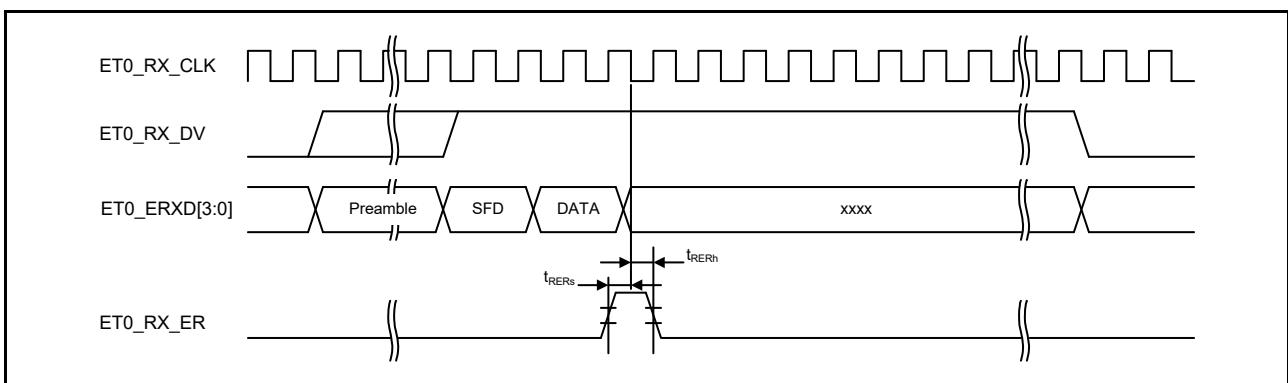 ET0_RX_CLK
ET0_RX_DV
ET0_ERXD[3:0] Preamble SFD DATA xxxx
tRERh
tRERs
ET0_RX_ER